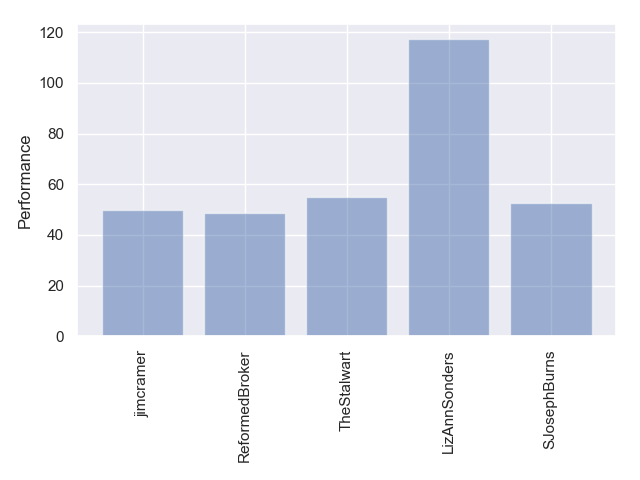 120
100
80
60
40
20
0
Performance
jimcramer
ReformedBroker
TheStalwart
LizAnnSonders
SJosephBurns